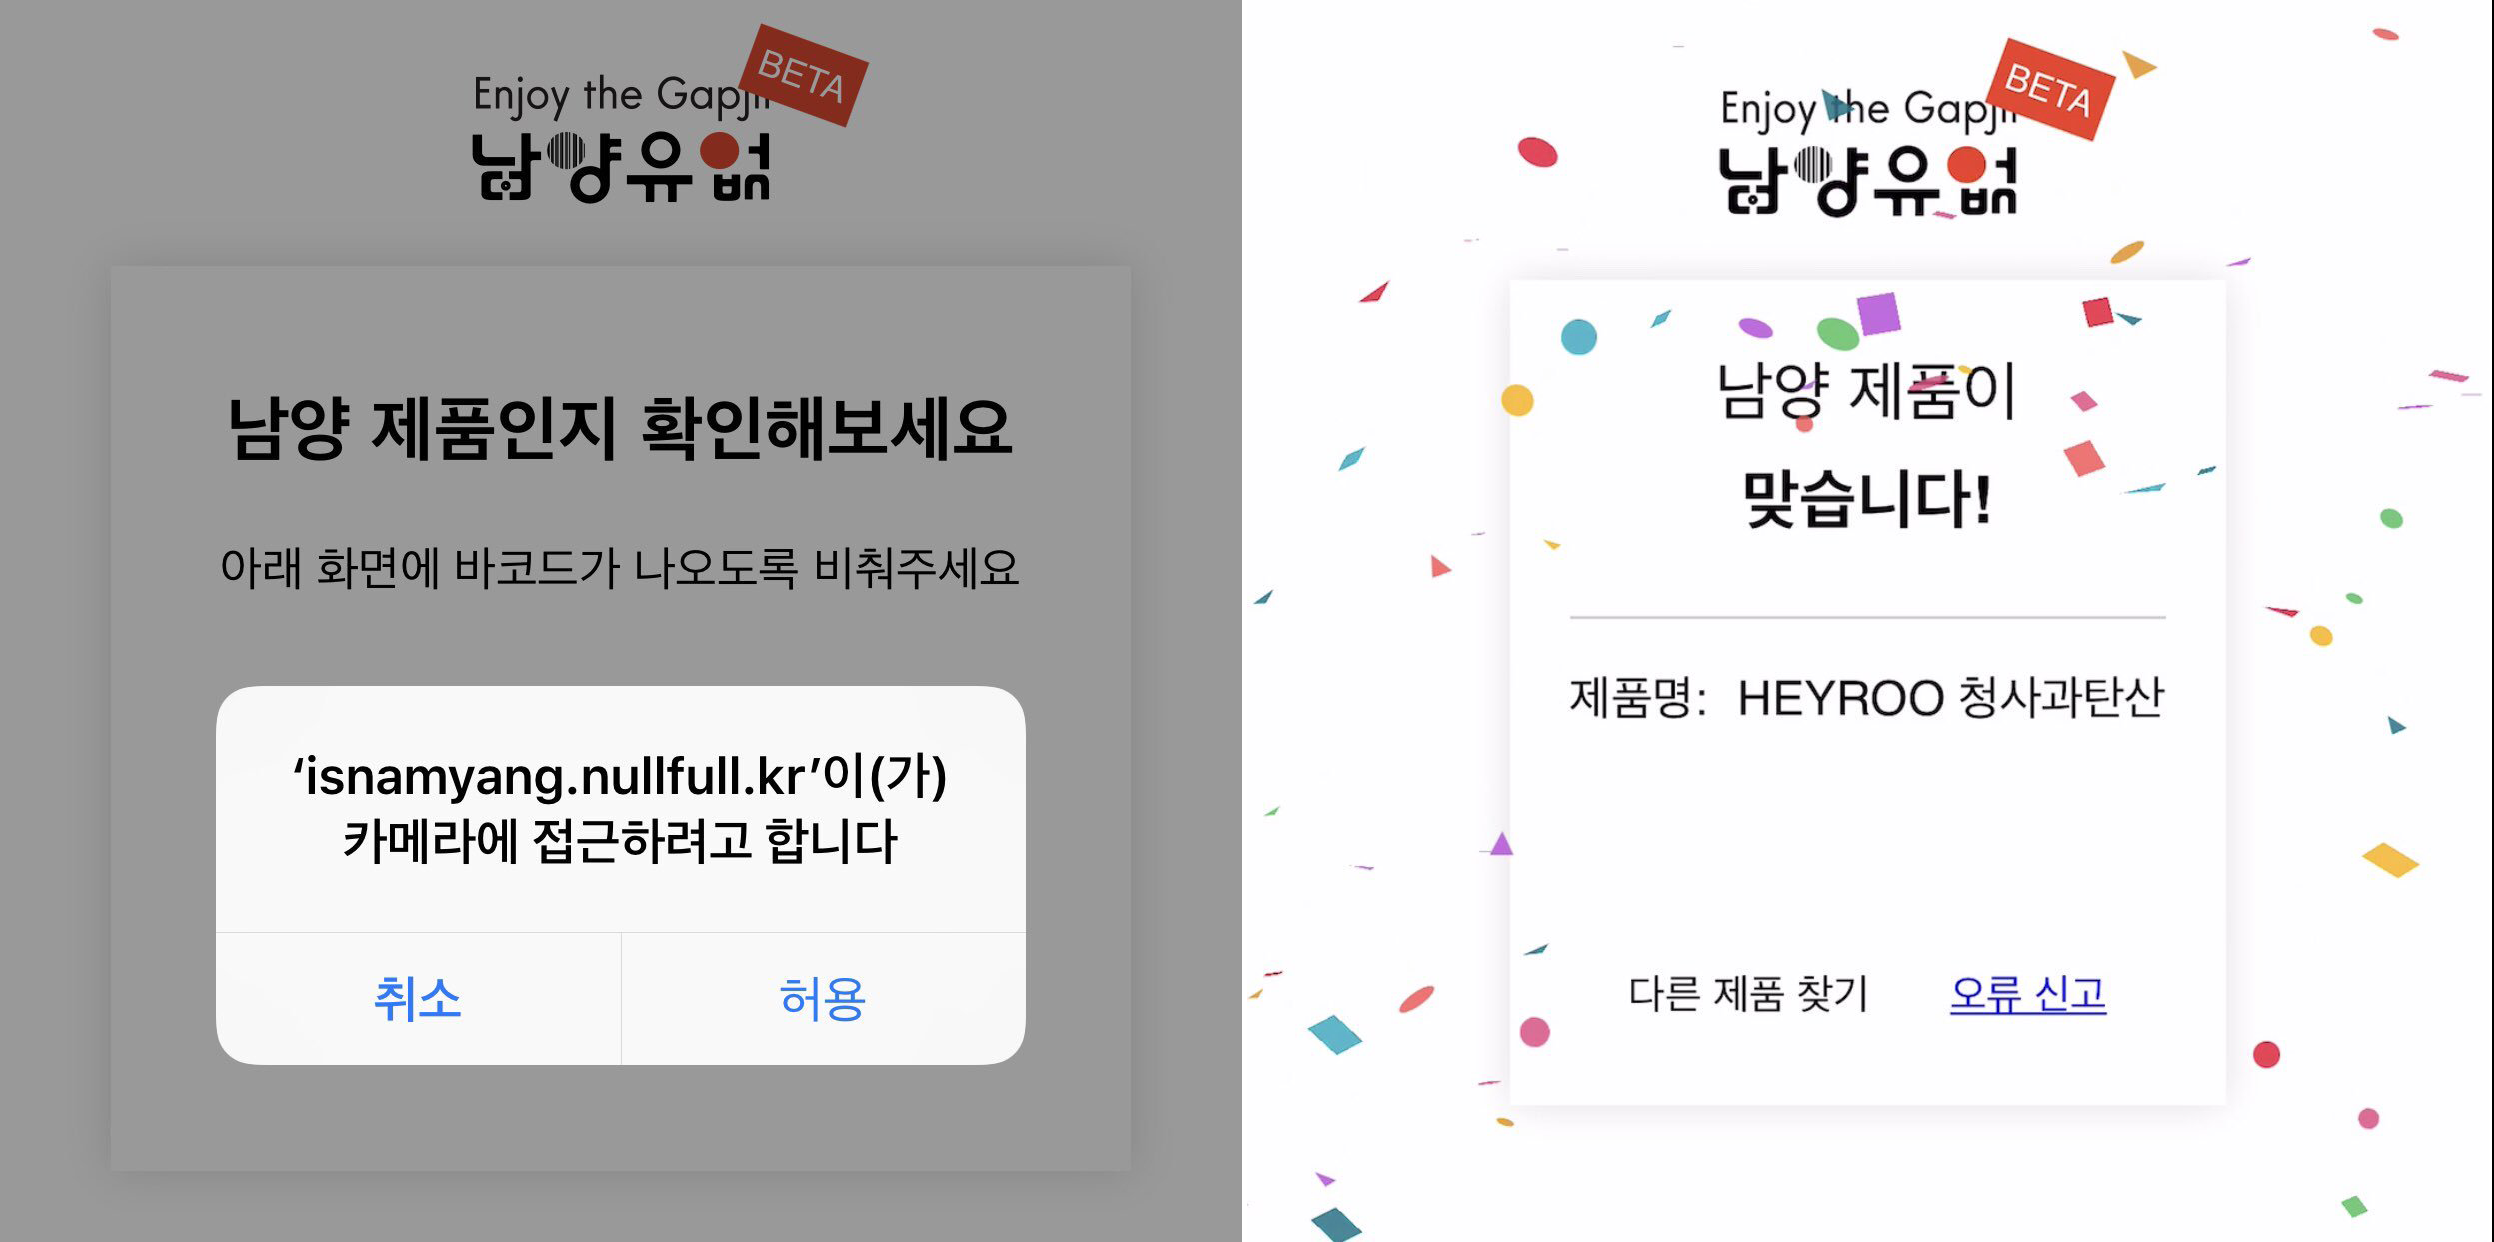 Enjoy the Gapjil
BETA
남양유없
남양 제품인지 확인해보세요
아래 화면에 바코드가 나오도록 비춰주세요
‘isnamyang.nullfull.kr’이(가)
카메라에 접근하려고 합니다
취소
허용
Enjoy the Gapjil
BETA
남양유없
남양 제품이
맞습니다!
제품명: HEYROO 청사과탄산
다른 제품 찾기
오류 신고